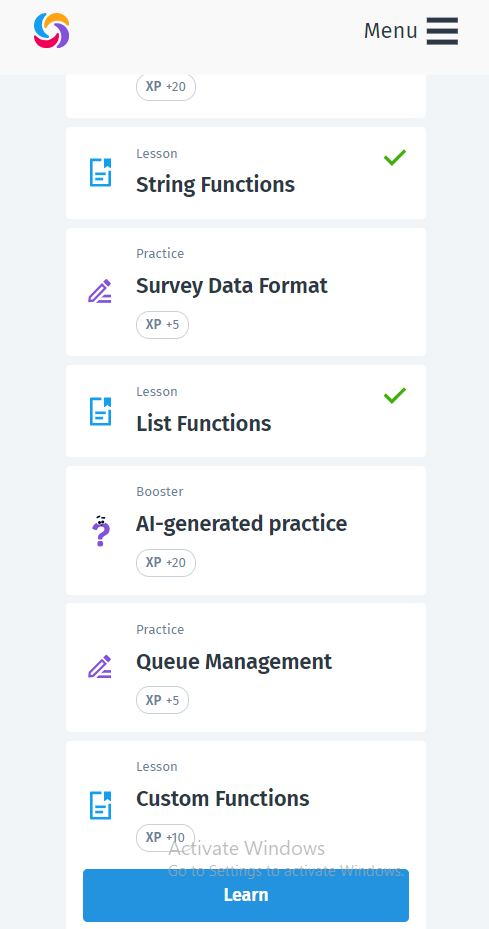 Menu
XP +20
Lesson
String Functions
Practice
Survey Data Format
XP +5
Lesson
List Functions
Booster
AI-generated practice
XP +20
Practice
Queue Management
XP +5
Lesson
Custom Functions
XP +10
Activate Windows
Go to Settings to activate Windows.
Learn